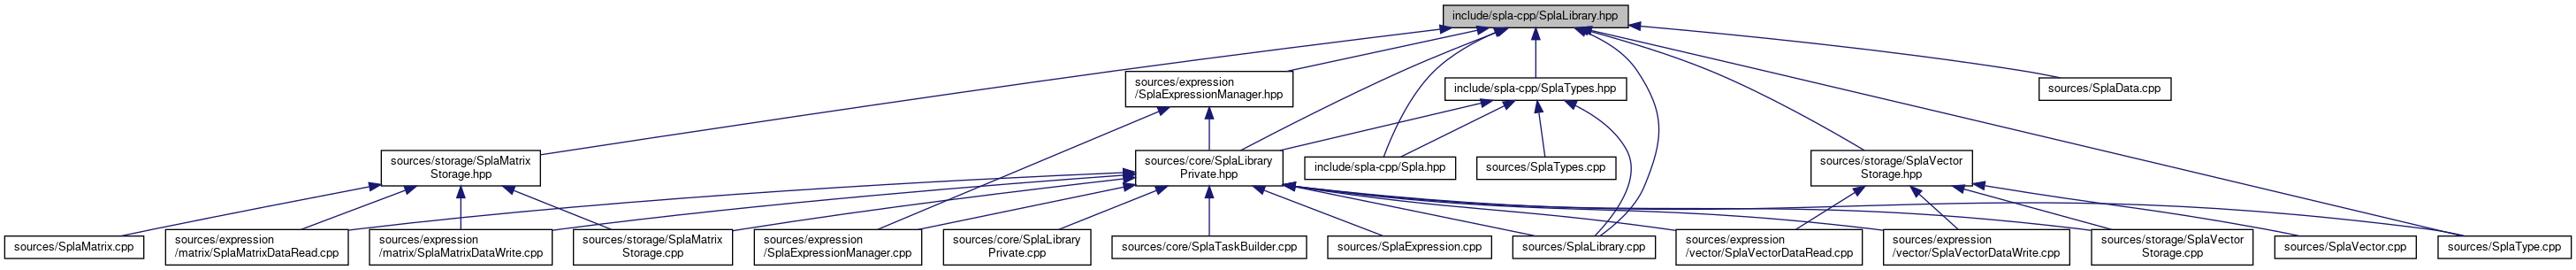 include/spla-cpp/SplaLibrary.hpp
sources/expression
/SplaExpressionManager.hpp
include/spla-cpp/SplaTypes.hpp
sources/SplaData.cpp
sources/storage/SplaMatrix
Storage.hpp
sources/core/SplaLibrary
Private.hpp
include/spla-cpp/Spla.hpp
sources/SplaTypes.cpp
sources/storage/SplaVector
Storage.hpp
sources/SplaMatrix.cpp
sources/expression
/matrix/SplaMatrixDataRead.cpp
sources/expression
/matrix/SplaMatrixDataWrite.cpp
sources/storage/SplaMatrix
Storage.cpp
sources/expression
/SplaExpressionManager.cpp
sources/core/SplaLibrary
Private.cpp
sources/core/SplaTaskBuilder.cpp
sources/SplaExpression.cpp
sources/SplaLibrary.cpp
sources/expression
/vector/SplaVectorDataRead.cpp
sources/expression
/vector/SplaVectorDataWrite.cpp
sources/storage/SplaVector
Storage.cpp
sources/SplaVector.cpp
sources/SplaType.cpp